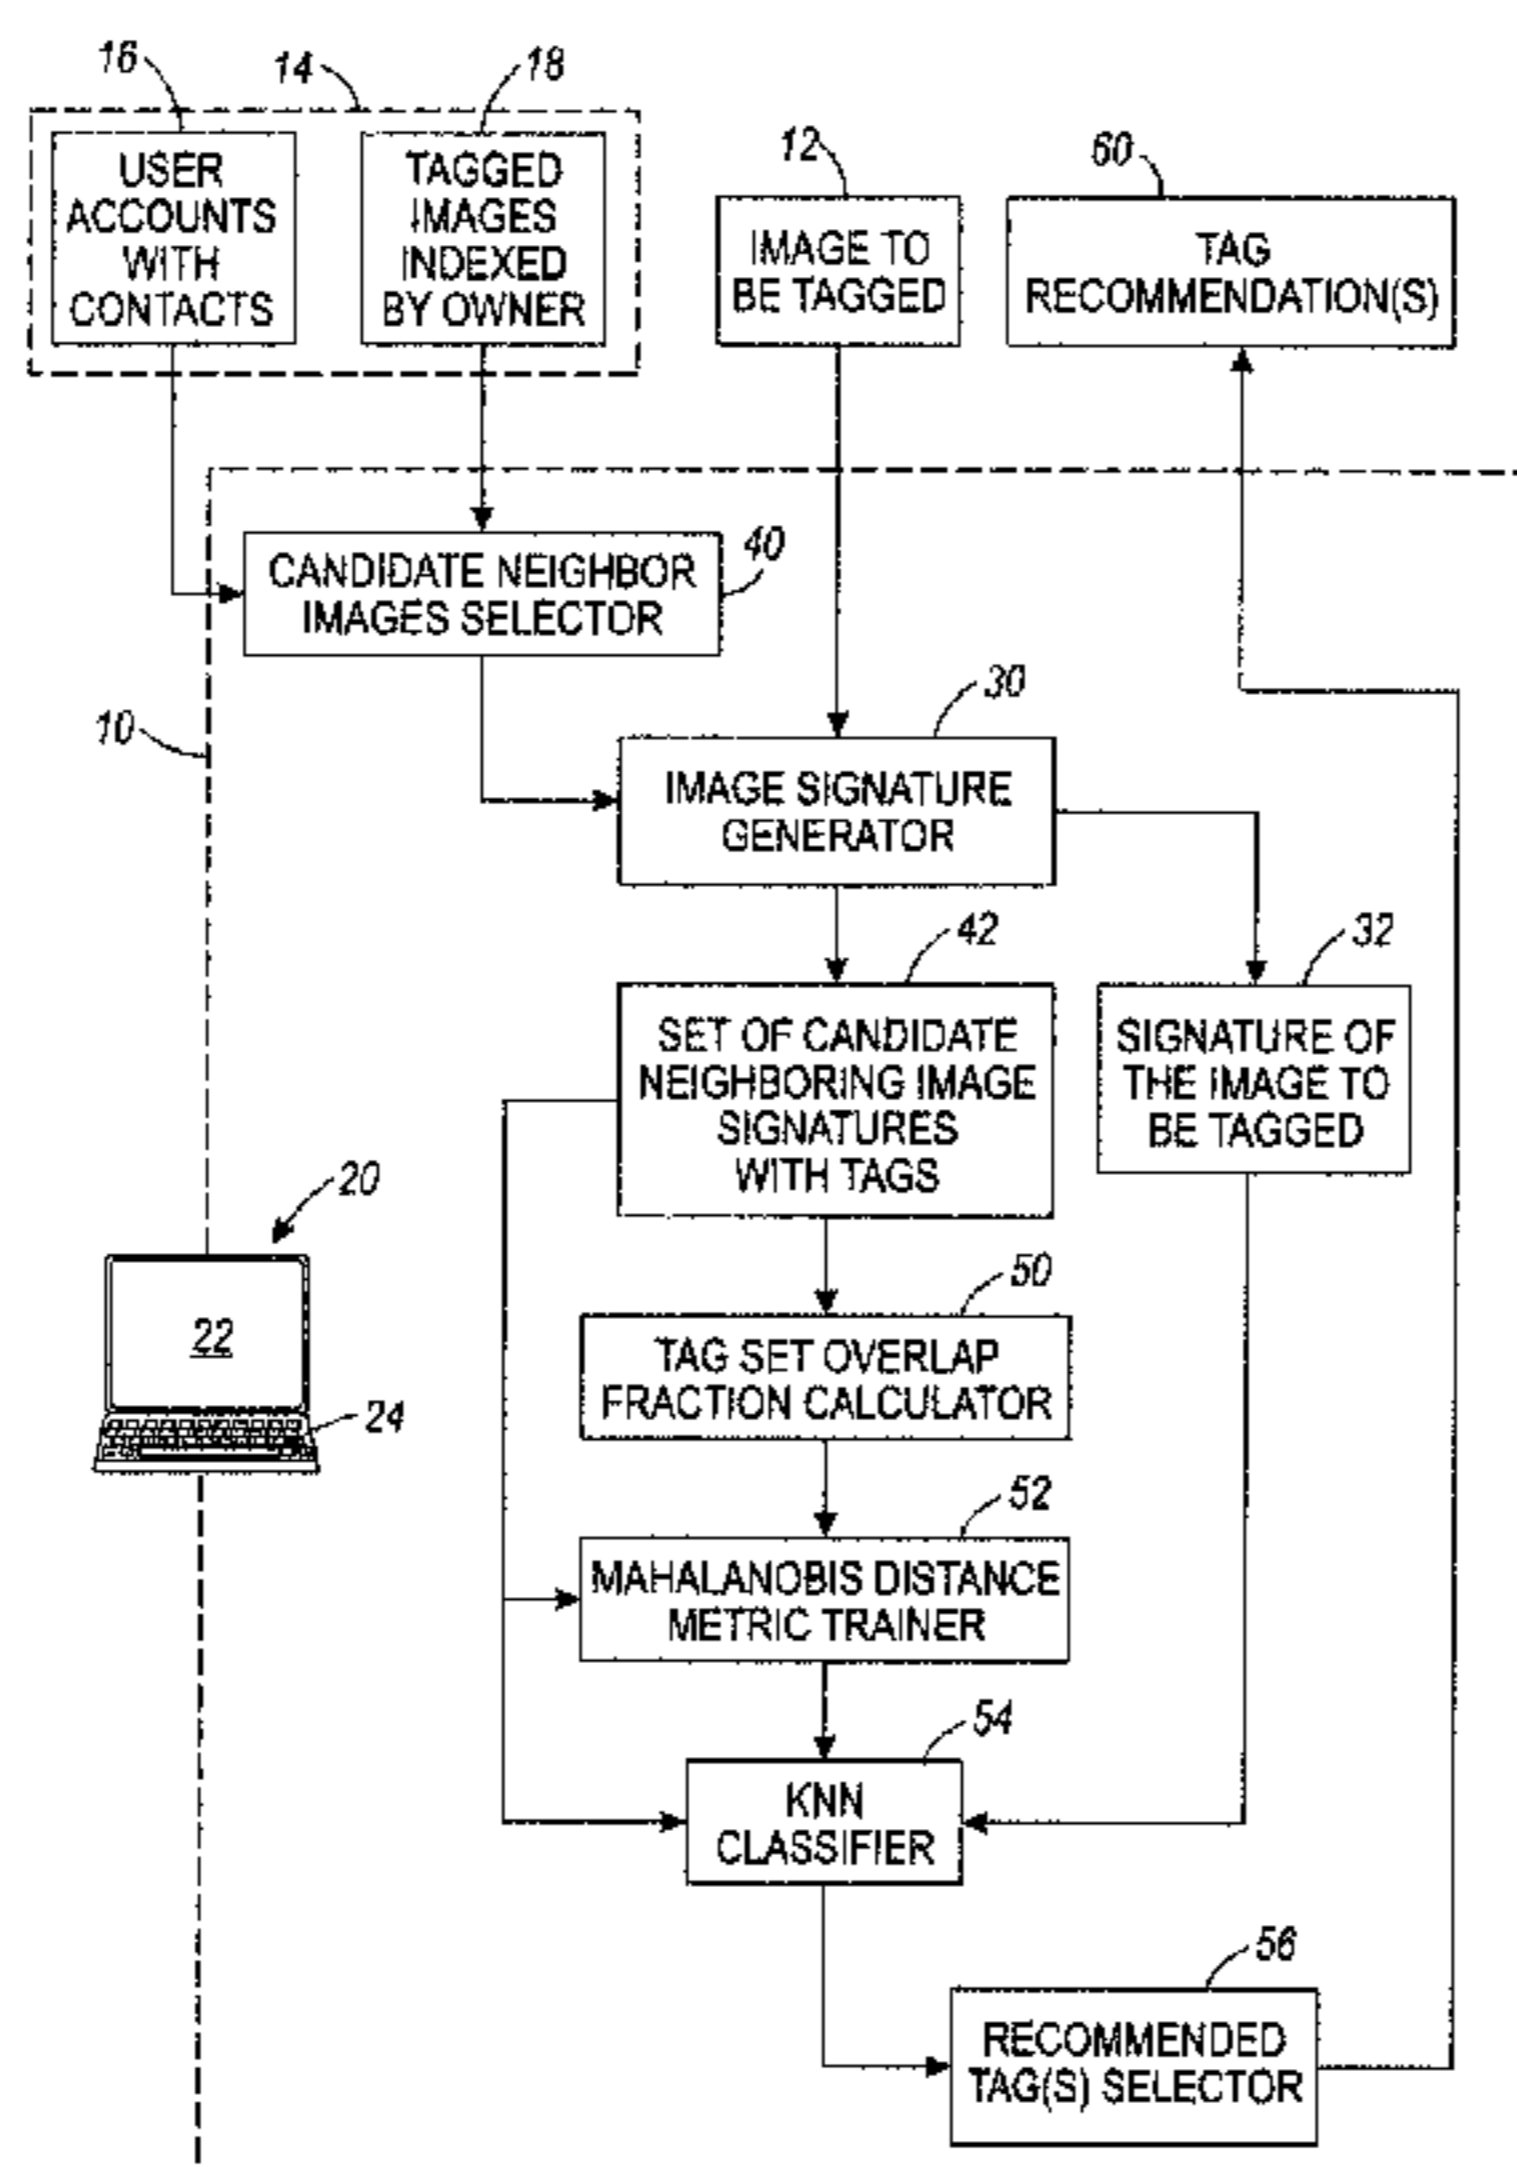 16
14
18
USER
ACCOUNTS
WITH
CONTACTS
TAGGED
IMAGES
INDEXED
BY OWNER
12
IMAGE TO
BE TAGGED
60
TAG
RECOMMENDATION(S)
CANDIDATE NEIGHBOR
IMAGES SELECTOR
40
10
30
IMAGE SIGNATURE
GENERATOR
42
SET OF CANDIDATE
NEIGHBORING IMAGE
SIGNATURES
WITH TAGS
32
SIGNATURE OF
THE IMAGE TO
BE TAGGED
20
22
24
50
TAG SET OVERLAP
FRACTION CALCULATOR
52
MAHALANOBIS DISTANCE
METRIC TRAINER
54
KNN
CLASSIFIER
56
RECOMMENDED
TAG(S) SELECTOR